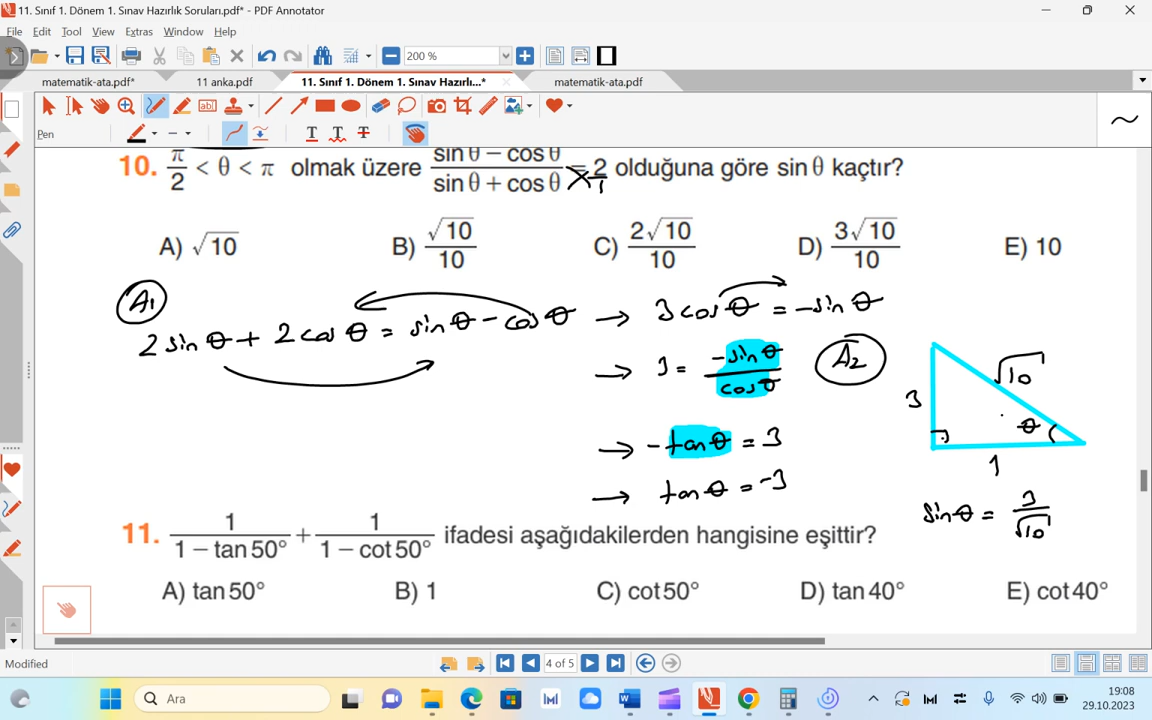 11. Sınıf 1. Dönem 1. Sınav Hazırlık Soruları.pdf* - PDF Annotator
File Edit Tool View Extras Window Help
200 %
matematik-ata.pdf* 11 anka.pdf 11. Sınıf 1. Dönem 1. Sınav Hazırlı...* matematik-ata.pdf
Pen
10. π/2 < θ < π olmak üzere (sin θ − cos θ)/(sin θ + cos θ) = 2/1 olduğuna göre sin θ kaçtır?
A) √10 B) √10/10 C) 2√10/10 D) 3√10/10 E) 10
A1
2 sin θ + 2 cos θ = sin θ − cos θ → 3 cos θ = −sin θ
→ 3 = −sin θ/cos θ
A2
√10
3
θ
1
→ −tan θ = 3
→ tan θ = −3
sin θ = 3/√10
11. 1/(1 − tan 50°) + 1/(1 − cot 50°) ifadesi aşağıdakilerden hangisine eşittir?
A) tan 50° B) 1 C) cot 50° D) tan 40° E) cot 40°
4 of 5
Modified
Ara
19:08
29.10.2023